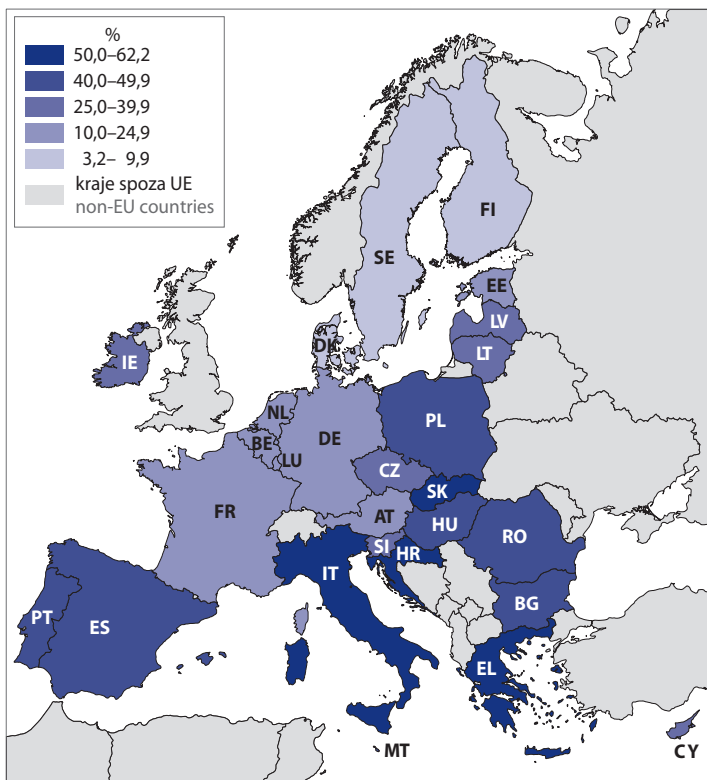 %
50,0–62,2
40,0–49,9
25,0–39,9
10,0–24,9
3,2– 9,9
kraje spoza UE
non-EU countries
FI
SE
EE
LV
DK
LT
IE
NL
PL
DE
BE
LU
CZ
SK
FR
AT
HU
SI
HR
RO
IT
PT
ES
BG
EL
MT
CY